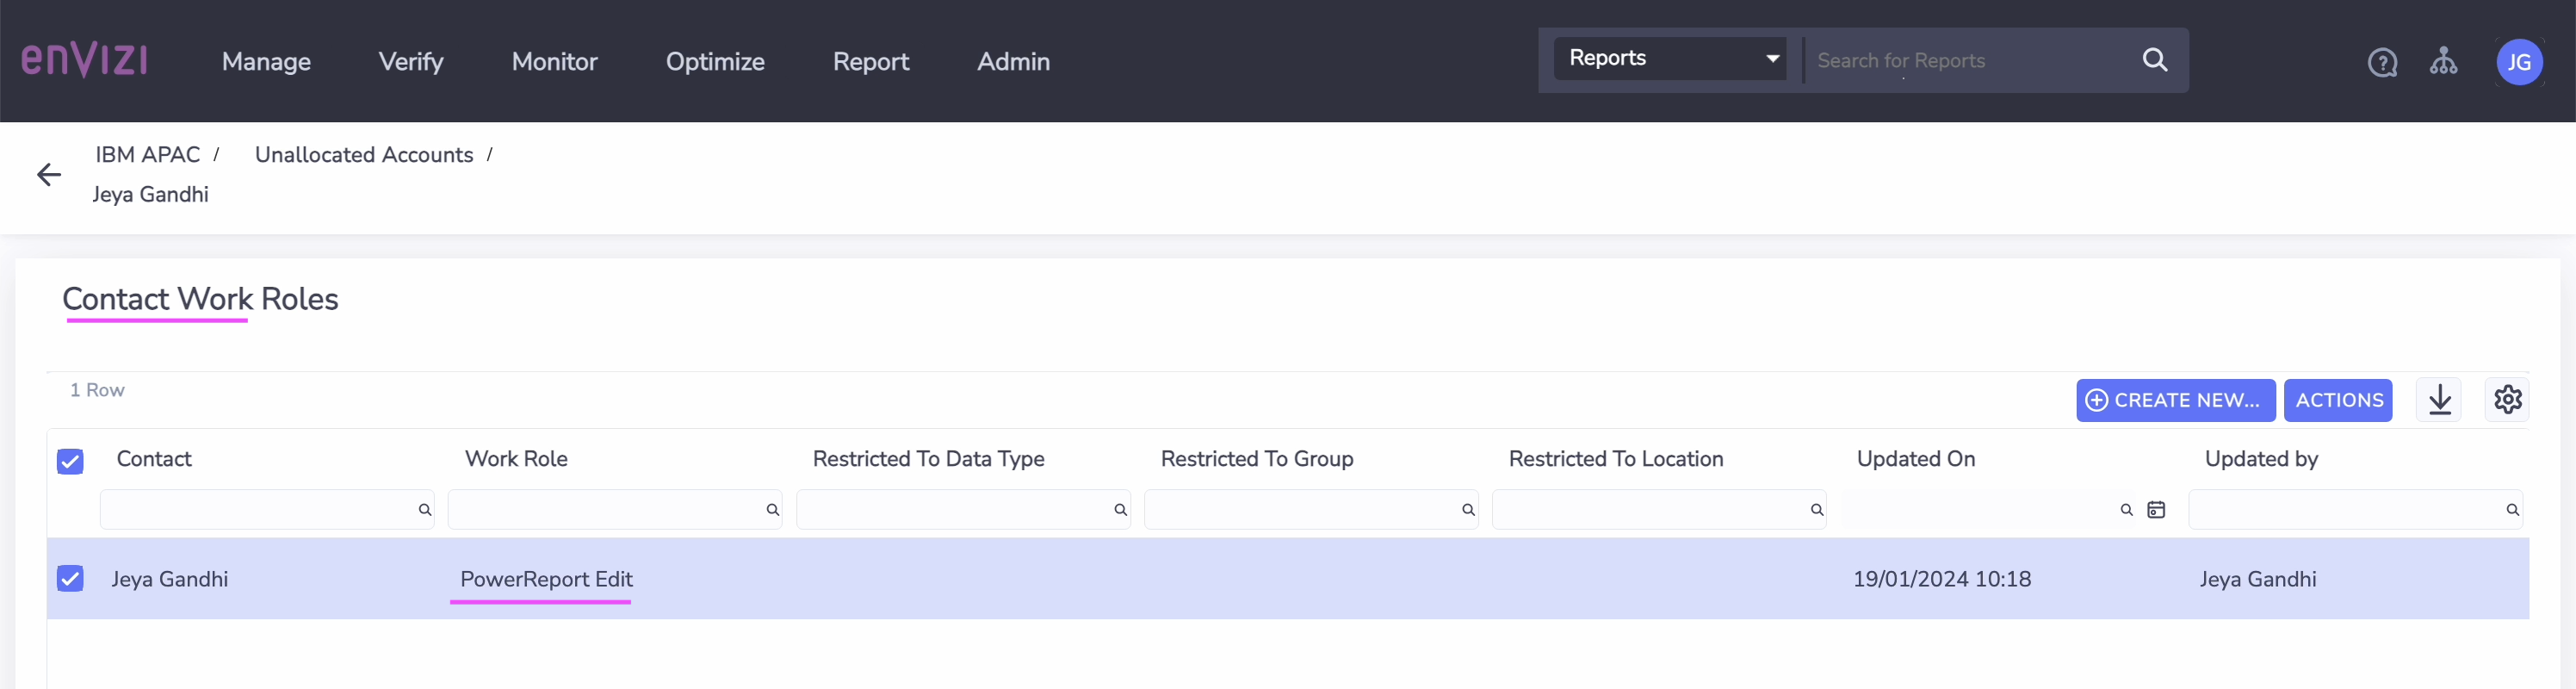 enVIZI
Manage Verify Monitor Optimize Report Admin
Reports Search for Reports
? JG
IBM APAC / Unallocated Accounts /
Jeya Gandhi
Contact Work Roles
1 Row
CREATE NEW... ACTIONS
Contact Work Role Restricted To Data Type Restricted To Group Restricted To Location Updated On Updated by
Jeya Gandhi PowerReport Edit 19/01/2024 10:18 Jeya Gandhi